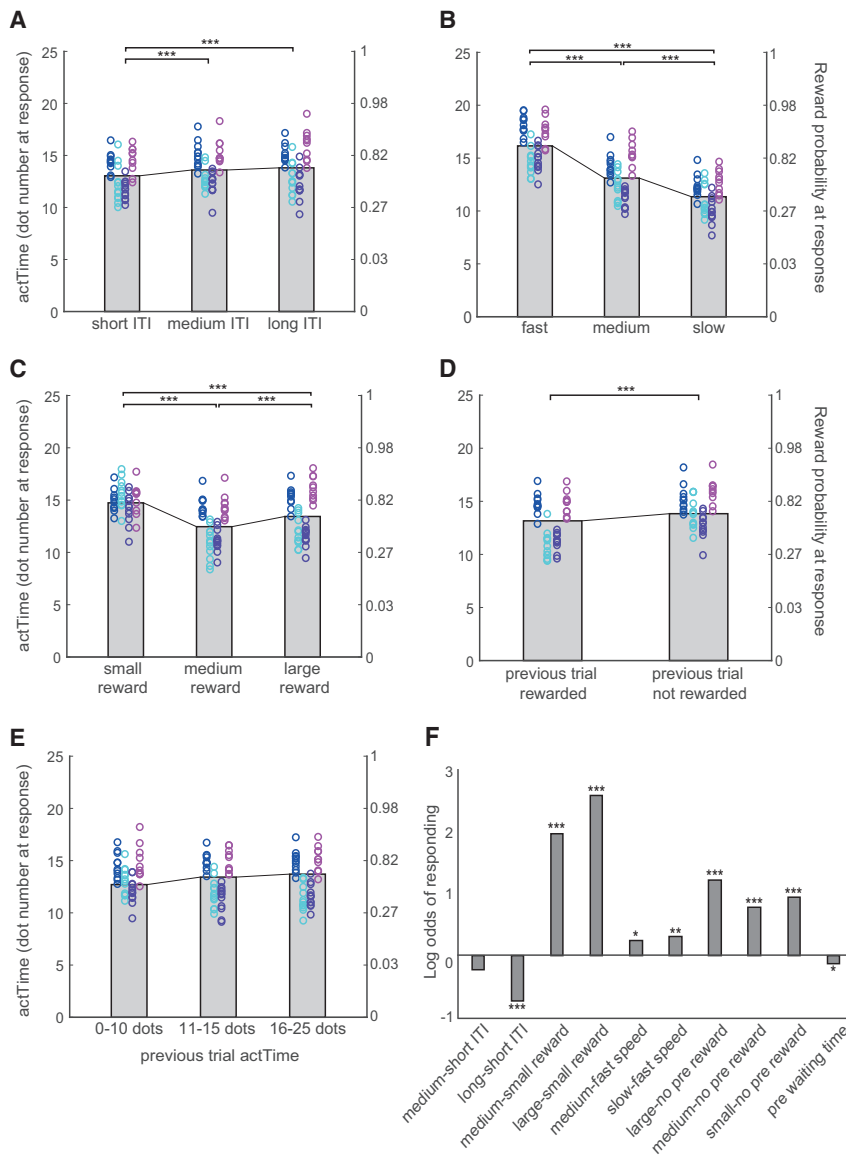 A
B
25
20
15
10
5
0
actTime (dot number at response)
***
***
1
0.98
0.82
0.27
0.03
0
short ITI
medium ITI
long ITI
25
20
15
10
5
0
***
***
***
1
0.98
0.82
0.27
0.03
0
Reward probability at response
fast
medium
slow
C
D
25
20
15
10
5
0
actTime (dot number at response)
***
***
***
1
0.98
0.82
0.27
0.03
0
small
reward
medium
reward
large
reward
25
20
15
10
5
0
***
1
0.98
0.82
0.27
0.03
0
Reward probability at response
previous trial
rewarded
previous trial
not rewarded
E
F
25
20
15
10
5
0
actTime (dot number at response)
1
0.98
0.82
0.27
0.03
0
0-10 dots
11-15 dots
16-25 dots
previous trial actTime
3
2
1
0
-1
Log odds of responding
***
***
***
*
**
***
***
***
*
medium-short ITI
long-short ITI
medium-small reward
large-small reward
medium-fast speed
slow-fast speed
large-no pre reward
medium-no pre reward
small-no pre reward
pre waiting time